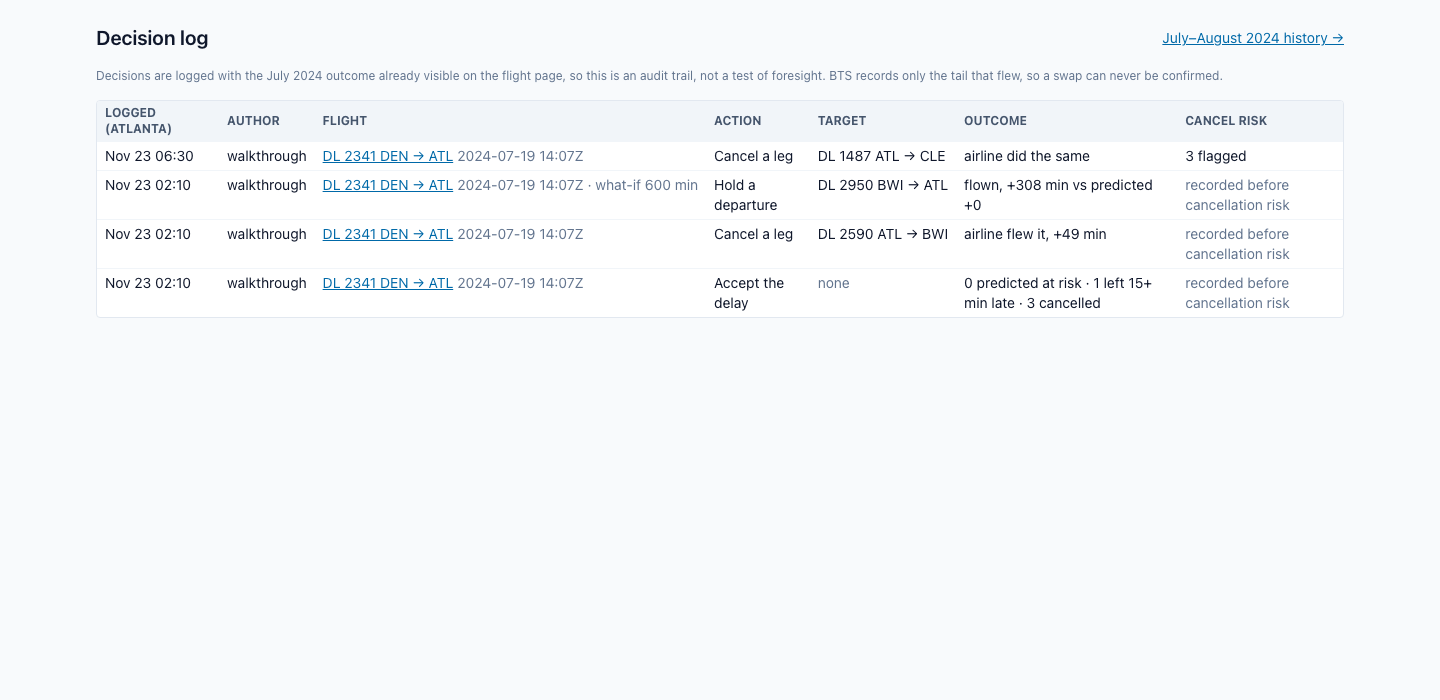 Decision log
July–August 2024 history →
Decisions are logged with the July 2024 outcome already visible on the flight page, so this is an audit trail, not a test of foresight. BTS records only the tail that flew, so a swap can never be confirmed.
LOGGED (ATLANTA) AUTHOR FLIGHT ACTION TARGET OUTCOME CANCEL RISK
Nov 23 06:30 walkthrough DL 2341 DEN → ATL 2024-07-19 14:07Z Cancel a leg DL 1487 ATL → CLE airline did the same 3 flagged
Nov 23 02:10 walkthrough DL 2341 DEN → ATL 2024-07-19 14:07Z · what-if 600 min Hold a departure DL 2950 BWI → ATL flown, +308 min vs predicted +0 recorded before cancellation risk
Nov 23 02:10 walkthrough DL 2341 DEN → ATL 2024-07-19 14:07Z Cancel a leg DL 2590 ATL → BWI airline flew it, +49 min recorded before cancellation risk
Nov 23 02:10 walkthrough DL 2341 DEN → ATL 2024-07-19 14:07Z Accept the delay none 0 predicted at risk · 1 left 15+ min late · 3 cancelled recorded before cancellation risk